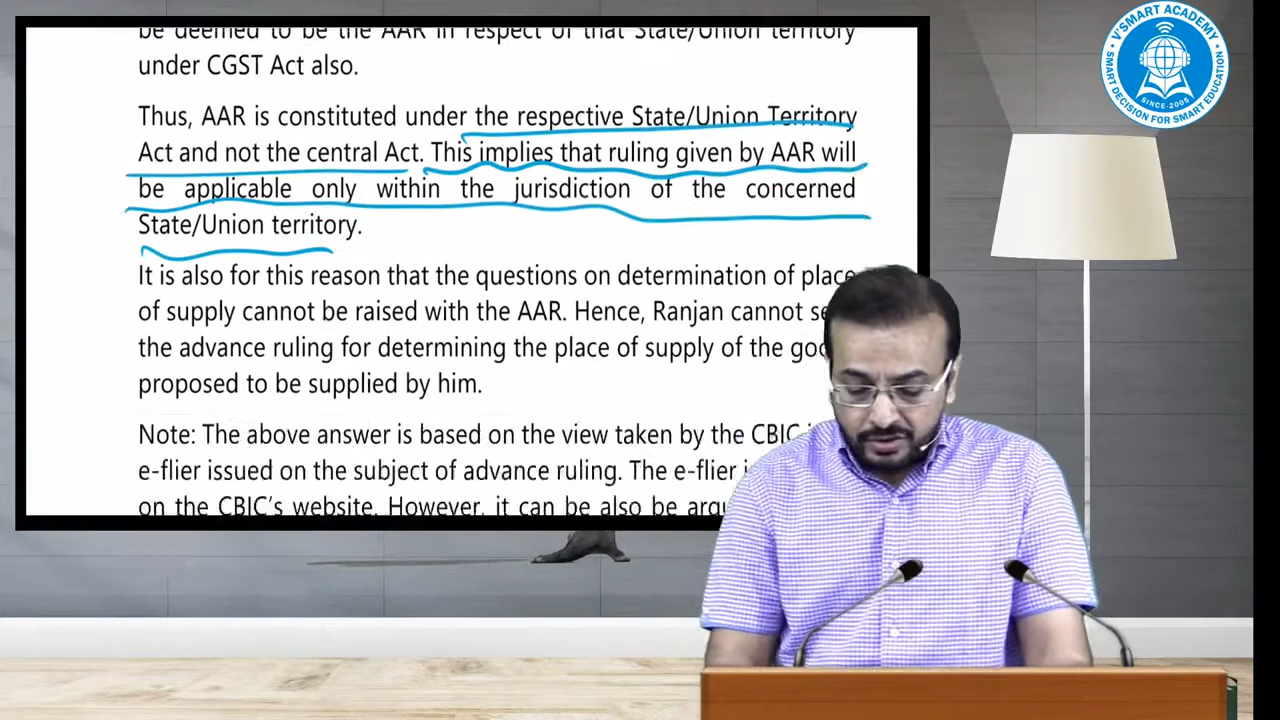 be deemed to be the AAR in respect of that State/Union territory
under CGST Act also.
Thus, AAR is constituted under the respective State/Union Territory
Act and not the central Act. This implies that ruling given by AAR will
be applicable only within the jurisdiction of the concerned
State/Union territory.
It is also for this reason that the questions on determination of place
of supply cannot be raised with the AAR. Hence, Ranjan cannot
the advance ruling for determining the place of supply of the
proposed to be supplied by him.
Note: The above answer is based on the view taken by the CBIC
e-flier issued on the subject of advance ruling. The e-flier
on the CBIC's website. However, it can be also be
V'SMART ACADEMY
SMART DECISION FOR SMART EDUCATION
SINCE-2005